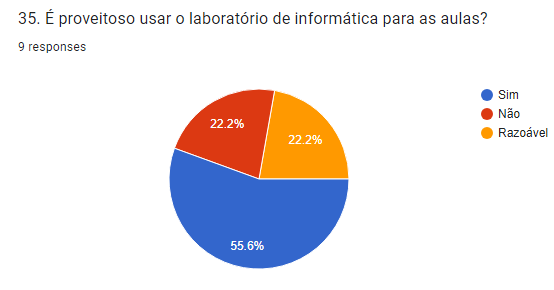 35. É proveitoso usar o laboratório de informática para as aulas?
9 responses
Sim
Não
Razoável
22.2%
22.2%
55.6%